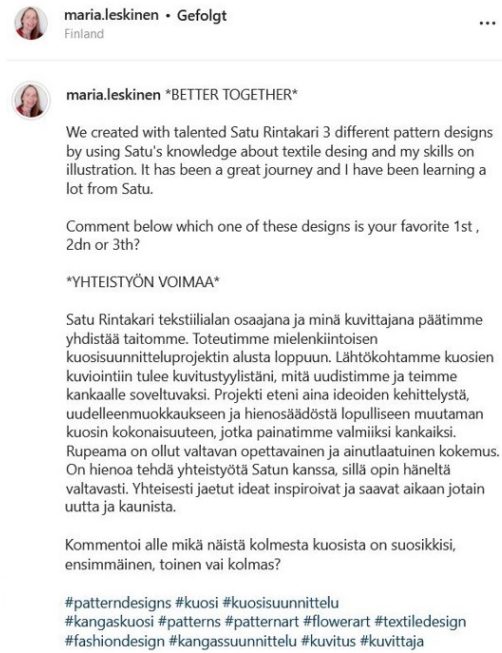 maria.leskinen • Gefolgt
Finland
maria.leskinen *BETTER TOGETHER*
We created with talented Satu Rintakari 3 different pattern designs
by using Satu's knowledge about textile desing and my skills on
illustration. It has been a great journey and I have been learning a
lot from Satu.
Comment below which one of these designs is your favorite 1st ,
2dn or 3th?
*YHTEISTYÖN VOIMAA*
Satu Rintakari tekstiilialan osaajana ja minä kuvittajana päätimme
yhdistää taitomme. Toteutimme mielenkiintoisen
kuosisuunnitteluprojektin alusta loppuun. Lähtökohtamme kuosien
kuviointiin tulee kuvitustyylistäni, mitä uudistimme ja teimme
kankaalle soveltuvaksi. Projekti eteni aina ideoiden kehittelystä,
uudelleenmuokkaukseen ja hienosäädöstä lopulliseen muutaman
kuosin kokonaisuuteen, jotka painatimme valmiiksi kankaiksi.
Rupeama on ollut valtavan opettavainen ja ainutlaatuinen kokemus.
On hienoa tehdä yhteistyötä Satun kanssa, sillä opin häneltä
valtavasti. Yhteisesti jaetut ideat inspiroivat ja saavat aikaan jotain
uutta ja kaunista.
Kommentoi alle mikä näistä kolmesta kuosista on suosikkisi,
ensimmäinen, toinen vai kolmas?
#patterndesigns #kuosi #kuosisuunnittelu
#kangaskuosi #patterns #patternart #flowerart #textiledesign
#fashiondesign #kangassuunnittelu #kuvitus #kuvittaja